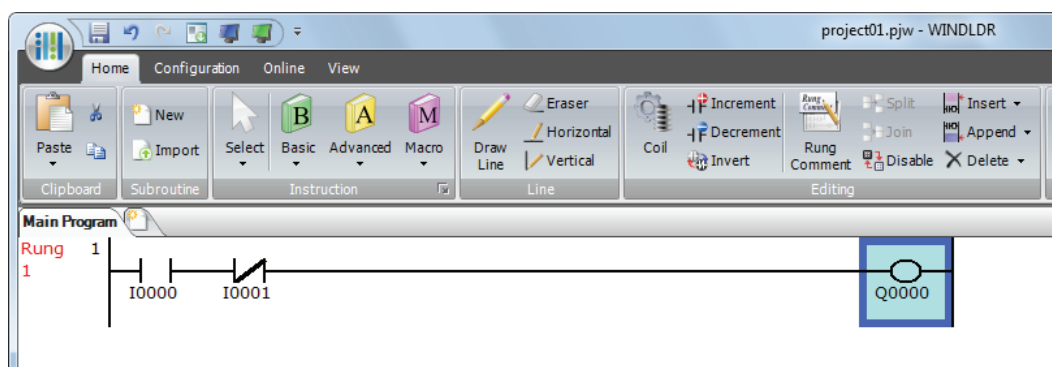 project01.pjw - WINDLDR
Home Configuration Online View
Paste
New
Import
Select Basic Advanced Macro
B A M
Draw Line
Eraser
Horizontal
Vertical
Coil
Increment
Decrement
Invert
Rung Comment
Split
Join
Disable
Insert
Append
Delete
Clipboard Subroutine Instruction Line Editing
Main Program
Rung 1
1
I0000 I0001 Q0000